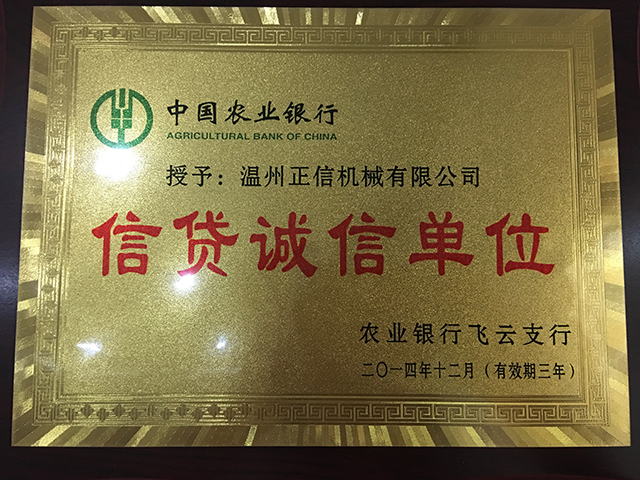 中国农业银行
AGRICULTURAL BANK OF CHINA
授予：温州正信机械有限公司
信贷诚信单位
农业银行飞云支行
二〇一四年十二月（有效期三年）